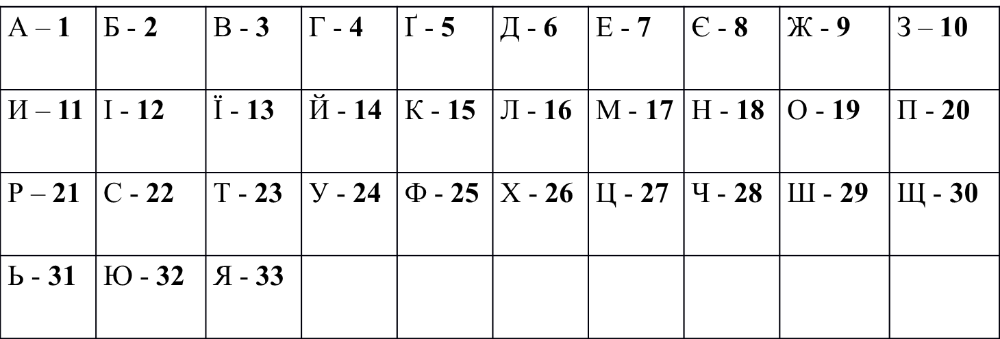 А – 1 Б - 2 В - 3 Г - 4 Ґ - 5 Д - 6 Е - 7 Є - 8 Ж - 9 З – 10
И – 11 І - 12 Ї - 13 Й - 14 К - 15 Л - 16 М - 17 Н - 18 О - 19 П - 20
Р – 21 С - 22 Т - 23 У - 24 Ф - 25 Х - 26 Ц - 27 Ч - 28 Ш - 29 Щ - 30
Ь - 31 Ю - 32 Я - 33